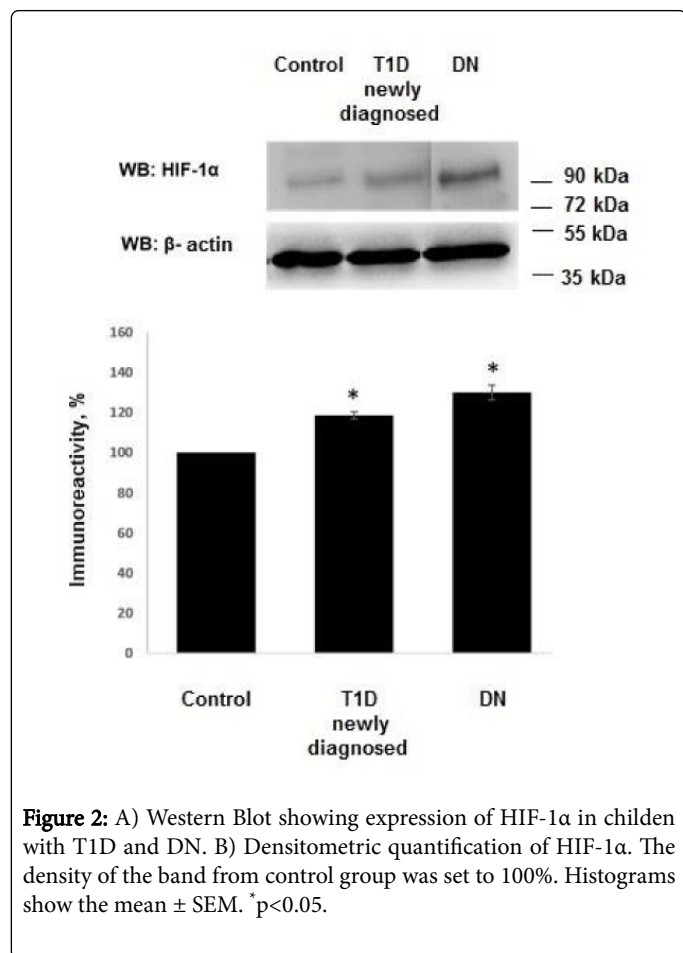 Control T1D DN
newly
diagnosed
WB: HIF-1α
90 kDa
72 kDa
WB: β- actin
55 kDa
35 kDa
160
140
120
100
80
60
40
20
0
Immunoreactivity, %
*
*
Control T1D DN
newly
diagnosed
Figure 2: A) Western Blot showing expression of HIF-1α in childen
with T1D and DN. B) Densitometric quantification of HIF-1α. The
density of the band from control group was set to 100%. Histograms
show the mean ± SEM. *p<0.05.